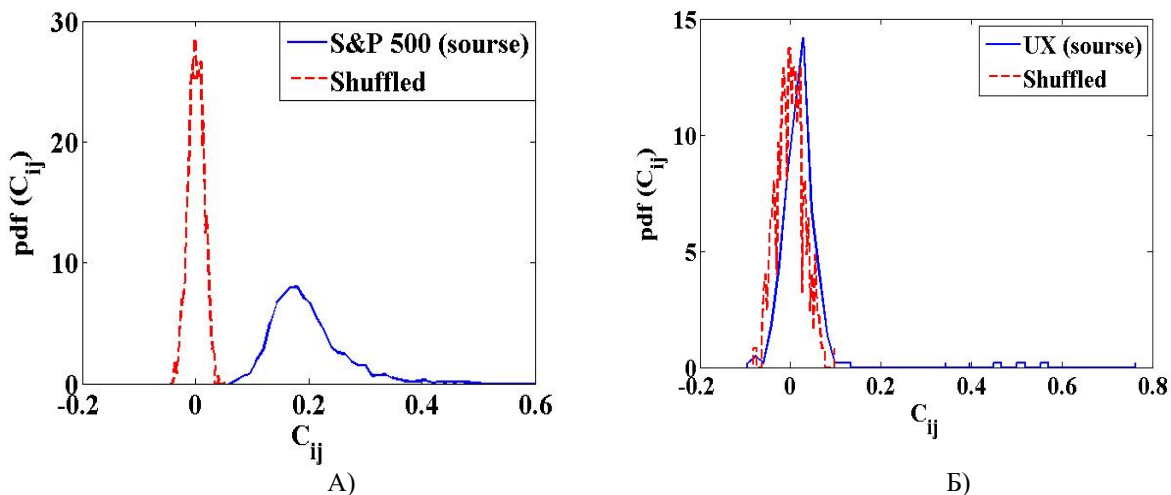 30
20
10
0
-0.2
0
0.2
0.4
0.6
pdf (C_ij)
C_ij
S&P 500 (sourse)
Shuffled
А)
15
10
5
0
-0.2
0
0.2
0.4
0.6
0.8
pdf (C_ij)
C_ij
UX (sourse)
Shuffled
Б)